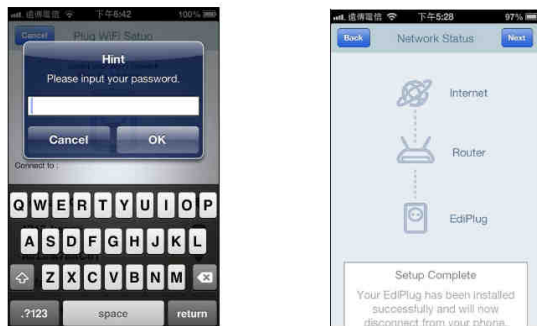 遠傳電信 下午6:42 100%
Cancel Plug WiFi Setup
Hint
Please input your password.
Cancel OK
Connect to :
Q W E R T Y U I O P
A S D F G H J K L
Z X C V B N M
.?123 space return
遠傳電信 下午5:28 97%
Back Network Status Next
Internet
Router
EdiPlug
Setup Complete
Your EdiPlug has been installed
successfully and will now
disconnect from your phone.